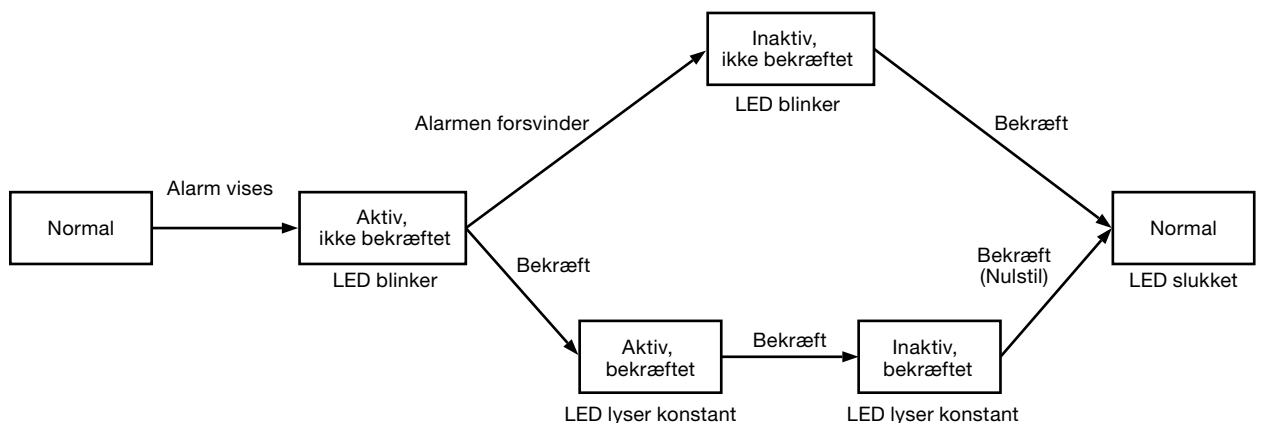 Inaktiv,
ikke bekræftet
LED blinker
Alarmen forsvinder
Bekræft
Alarm vises
Normal
Aktiv,
ikke bekræftet
LED blinker
Bekræft
Bekræft
(Nulstil)
Normal
LED slukket
Aktiv,
bekræftet
LED lyser konstant
Bekræft
Inaktiv,
bekræftet
LED lyser konstant